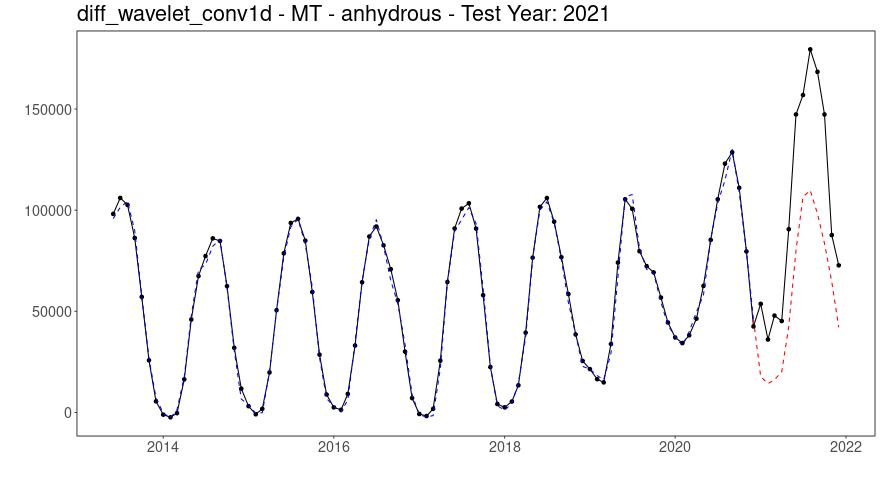 diff_wavelet_conv1d - MT - anhydrous - Test Year: 2021
150000
100000
50000
0
2014 2016 2018 2020 2022